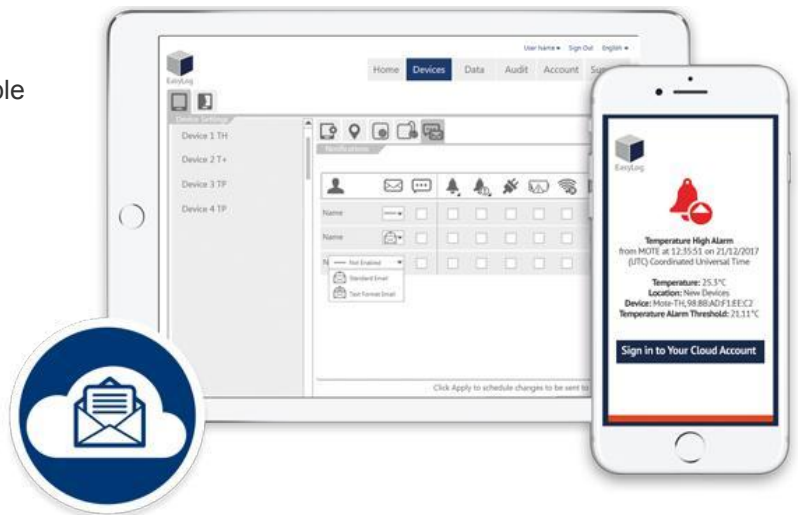 ple
User Name Sign Out English
EasyLog
Home Devices Data Audit Account
Device Settings
Device 1 TH
Device 2 T+
Device 3 TP
Device 4 TP
Notifications
Name
Name
Not Enabled
Standard Email
Text Format Email
Click Apply to schedule changes to be sent to
EasyLog
Temperature High Alarm
from MOTE at 12:35:51 on 21/12/2017
(UTC) Coordinated Universal Time
Temperature: 25.3°C
Location: New Devices
Device: Mote-TH, 98:8B:AD:F1:EE:C2
Temperature Alarm Threshold: 21.11°C
Sign in to Your Cloud Account